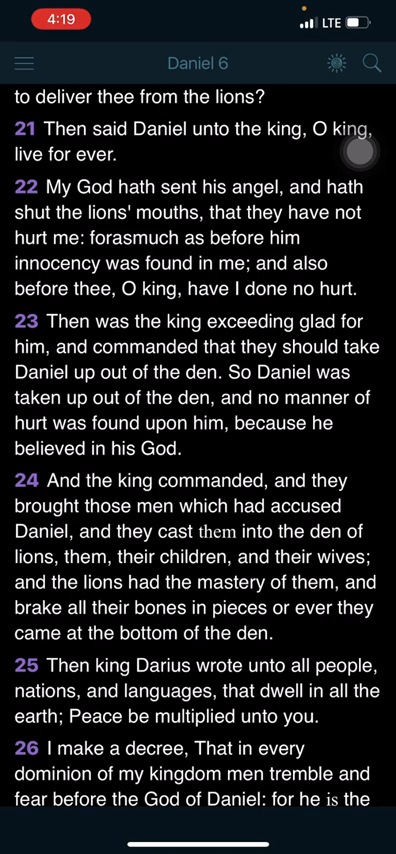 4:19
LTE
Daniel 6
to deliver thee from the lions?
21 Then said Daniel unto the king, O king,
live for ever.
22 My God hath sent his angel, and hath
shut the lions' mouths, that they have not
hurt me: forasmuch as before him
innocency was found in me; and also
before thee, O king, have I done no hurt.
23 Then was the king exceeding glad for
him, and commanded that they should take
Daniel up out of the den. So Daniel was
taken up out of the den, and no manner of
hurt was found upon him, because he
believed in his God.
24 And the king commanded, and they
brought those men which had accused
Daniel, and they cast them into the den of
lions, them, their children, and their wives;
and the lions had the mastery of them, and
brake all their bones in pieces or ever they
came at the bottom of the den.
25 Then king Darius wrote unto all people,
nations, and languages, that dwell in all the
earth; Peace be multiplied unto you.
26 I make a decree, That in every
dominion of my kingdom men tremble and
fear before the God of Daniel: for he is the